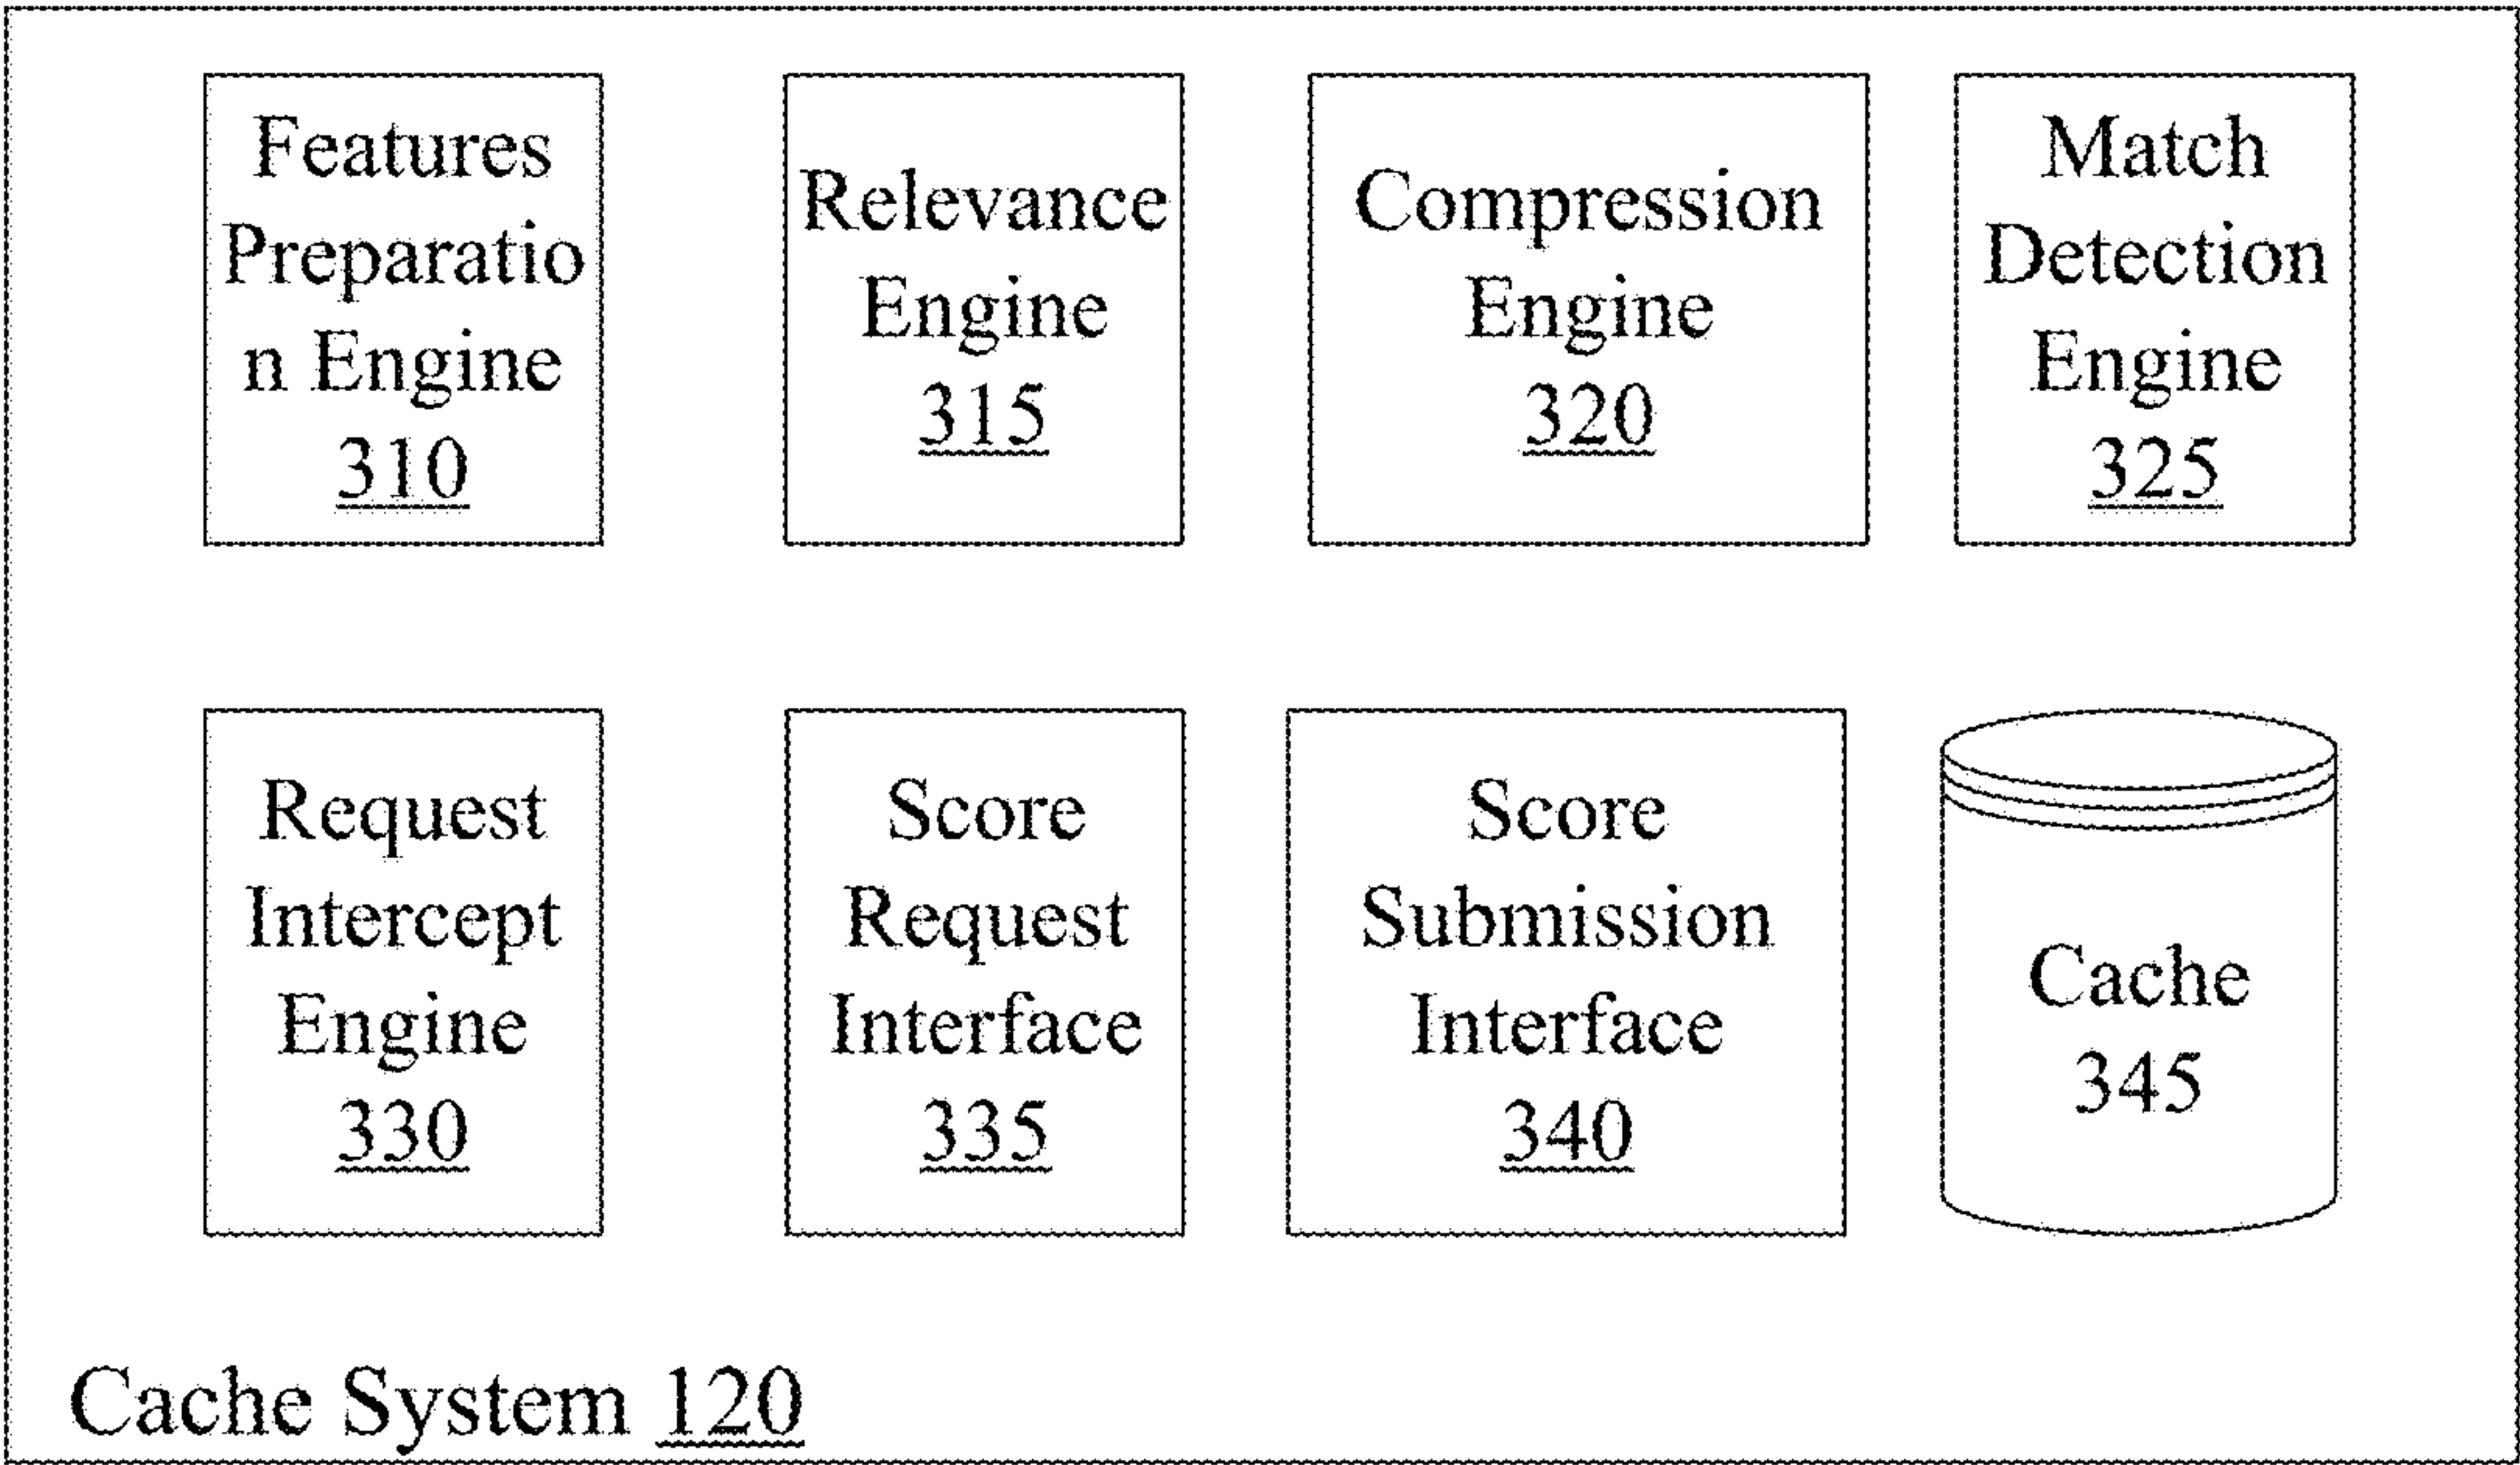 Features
Preparatio
n Engine
310
Relevance
Engine
315
Compression
Engine
320
Match
Detection
Engine
325
Request
Intercept
Engine
330
Score
Request
Interface
335
Score
Submission
Interface
340
Cache
345
Cache System 120